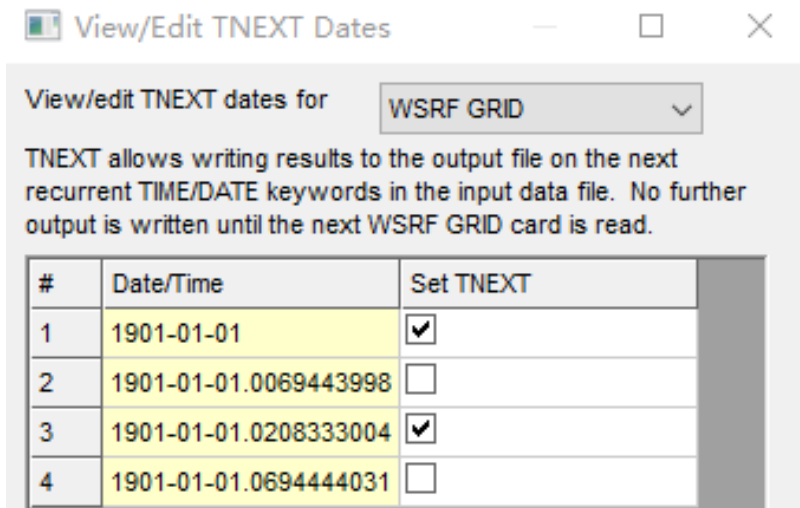 View/Edit TNEXT Dates
View/edit TNEXT dates for WSRF GRID
TNEXT allows writing results to the output file on the next
recurrent TIME/DATE keywords in the input data file. No further
output is written until the next WSRF GRID card is read.
# Date/Time Set TNEXT
1 1901-01-01
2 1901-01-01.0069443998
3 1901-01-01.0208333004
4 1901-01-01.0694444031